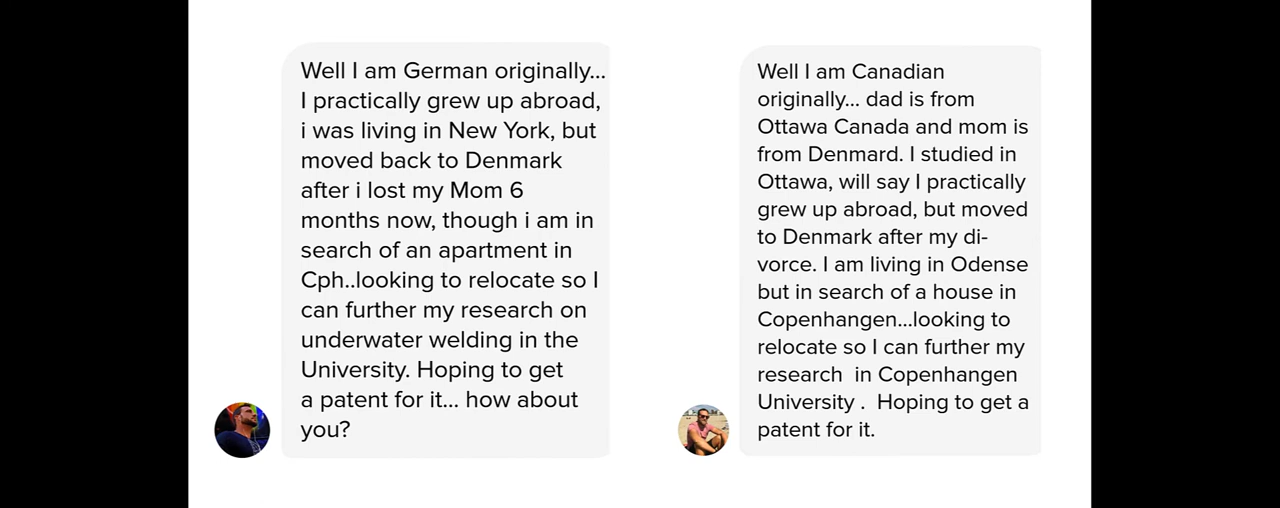 Well I am German originally...
I practically grew up abroad,
i was living in New York, but
moved back to Denmark
after i lost my Mom 6
months now, though i am in
search of an apartment in
Cph..looking to relocate so I
can further my research on
underwater welding in the
University. Hoping to get
a patent for it... how about
you?
Well I am Canadian
originally... dad is from
Ottawa Canada and mom is
from Denmard. I studied in
Ottawa, will say I practically
grew up abroad, but moved
to Denmark after my di-
vorce. I am living in Odense
but in search of a house in
Copenhangen...looking to
relocate so I can further my
research  in Copenhangen
University .  Hoping to get a
patent for it.